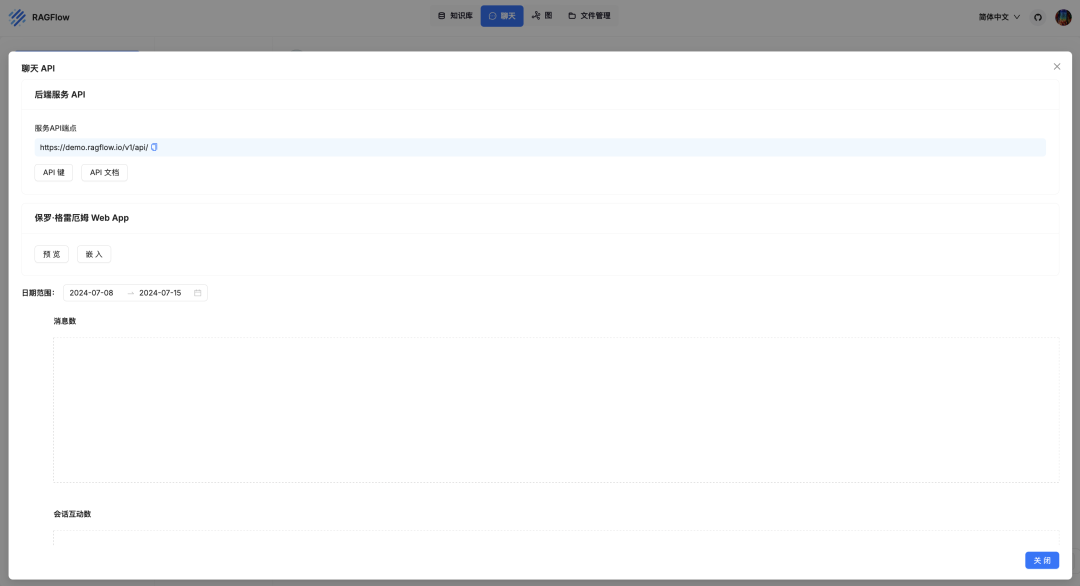 RAGFlow
知识库 聊天 图 文件管理
简体中文
聊天 API
后端服务 API
服务API端点
https://demo.ragflow.io/v1/api/
API 键 API 文档
保罗·格雷厄姆 Web App
预 览 嵌 入
日期范围： 2024-07-08 → 2024-07-15
消息数
会话互动数
关 闭